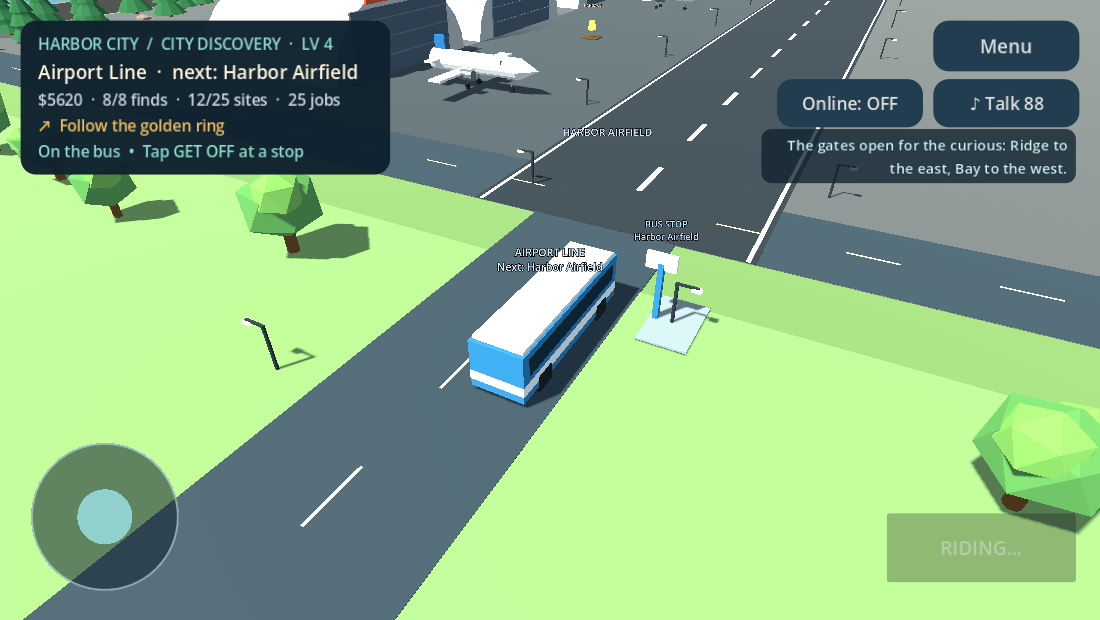 HARBOR CITY / CITY DISCOVERY · LV 4
Airport Line · next: Harbor Airfield
$5620 · 8/8 finds · 12/25 sites · 25 jobs
↗ Follow the golden ring
On the bus • Tap GET OFF at a stop
Menu
Online: OFF
♪ Talk 88
The gates open for the curious: Ridge to
the east, Bay to the west.
HARBOR AIRFIELD
BUS STOP
Harbor Airfield
AIRPORT LINE
Next: Harbor Airfield
RIDING...